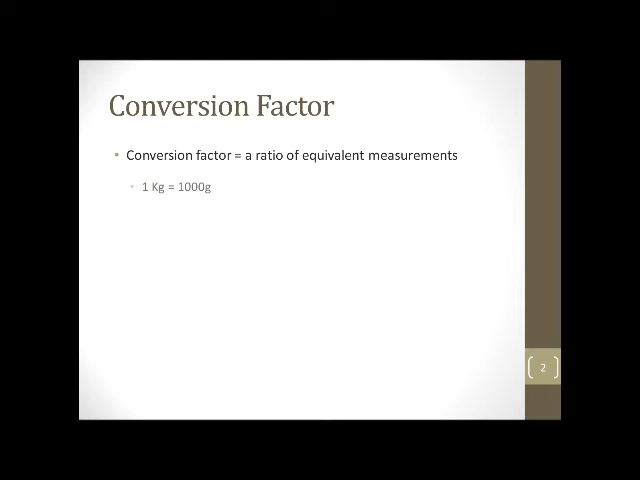 Conversion Factor
• Conversion factor = a ratio of equivalent measurements
• 1 Kg = 1000g
2